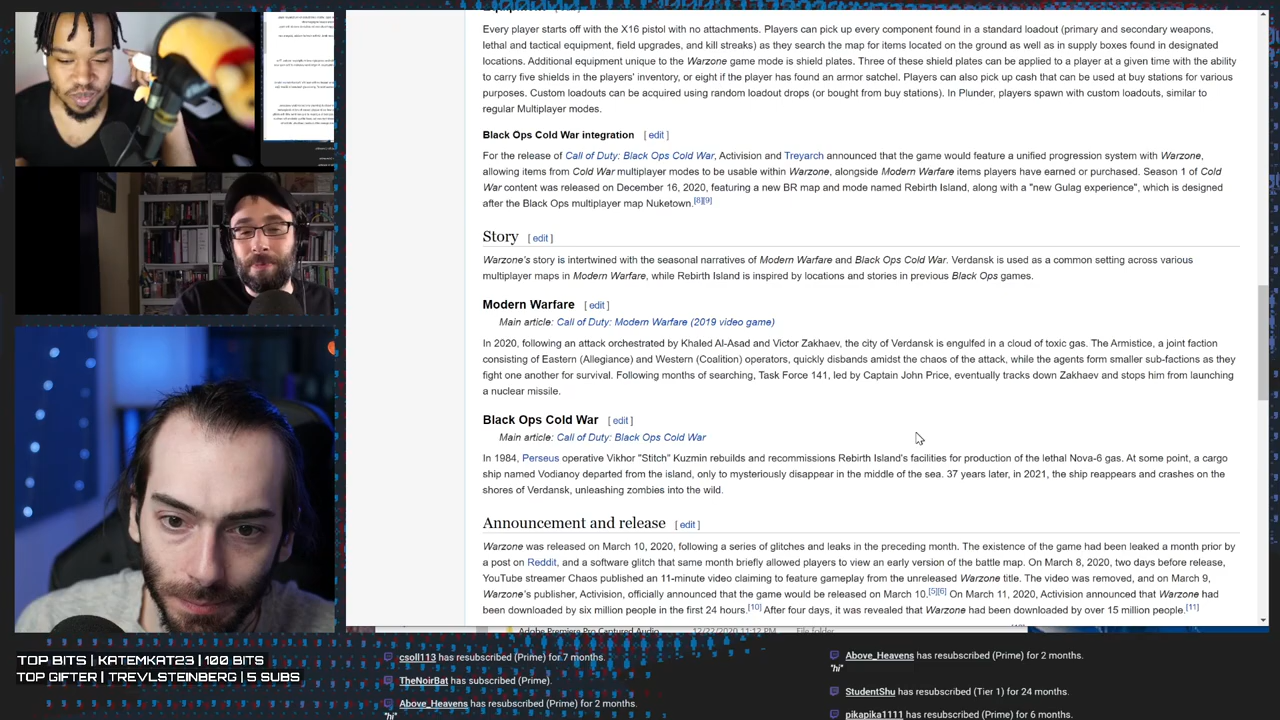 Every player starts off with the X16 pistol with no attachments. Players can pick up every component found in a standard loadout (primary and secondary weapons,
lethal and tactical equipment, field upgrades, and kill streaks) as they search the map for items located on the ground as well as in supply boxes found in designated
locations. Additional equipment unique to the Warzone game mode is shield plates. Three of these shield plates can be equipped to a player at a given time with the ability
to carry five shields in the players' inventory, or eight if a player has found an armor satchel. Players can also pick up cash that can be used at buy stations for various
purposes. Custom loadouts can be acquired using random loadout drops (or bought from buy stations). In Plunder, players spawn with custom loadouts, similar to
regular Multiplayer modes.
Black Ops Cold War integration [ edit ]
For the release of Call of Duty: Black Ops Cold War, Activision and Treyarch announced that the game would feature a unified progression system with Warzone,
allowing items from Cold War multiplayer modes to be usable within Warzone, alongside Modern Warfare items players have earned or purchased. Season 1 of Cold
War content was released on December 16, 2020, featuring a new BR map and mode named Rebirth Island, along with a "new Gulag experience", which is designed
after the Black Ops multiplayer map Nuketown.[8][9]
Story [ edit ]
Warzone's story is intertwined with the seasonal narratives of Modern Warfare and Black Ops Cold War. Verdansk is used as a common setting across various
multiplayer maps in Modern Warfare, while Rebirth Island is inspired by locations and stories in previous Black Ops games.
Modern Warfare [ edit ]
Main article: Call of Duty: Modern Warfare (2019 video game)
In 2020, following an attack orchestrated by Khaled Al-Asad and Victor Zakhaev, the city of Verdansk is engulfed in a cloud of toxic gas. The Armistice, a joint faction
consisting of Eastern (Allegiance) and Western (Coalition) operators, quickly disbands amidst the chaos of the attack, while the agents form smaller sub-factions as they
fight one another for survival. Following months of searching, Task Force 141, led by Captain John Price, eventually tracks down Zakhaev and stops him from launching
a nuclear missile.
Black Ops Cold War [ edit ]
Main article: Call of Duty: Black Ops Cold War
In 1984, Perseus operative Vikhor "Stitch" Kuzmin rebuilds and recommissions Rebirth Island's facilities for production of the lethal Nova-6 gas. At some point, a cargo
ship named Vodianoy departed from the island, only to mysteriously disappear in the middle of the sea. 37 years later, in 2021, the ship reappears and crashes on the
shores of Verdansk, unleashing zombies into the wild.
Announcement and release [ edit ]
Warzone was released on March 10, 2020, following a series of glitches and leaks in the preceding month. The existence of the game had been leaked a month prior by
a post on Reddit, and a software glitch that same month briefly allowed players to view an early version of the battle map. On March 8, 2020, two days before release,
YouTube streamer Chaos published an 11-minute video claiming to feature gameplay from the unreleased Warzone title. The video was removed, and on March 9,
Warzone's publisher, Activision, officially announced that the game would be released on March 10.[5][6] On March 11, 2020, Activision announced that Warzone had
been downloaded by six million people in the first 24 hours.[10] After four days, it was revealed that Warzone had been downloaded by over 15 million people.[11]
Adobe Premiere Pro Captured Audio 12/22/2020 11:12 PM File folder
TOP BITS | KATEMKAT23 | 100 BITS
TOP GIFTER | TREVLSTEINBERG | 5 SUBS
csoll113 has resubscribed (Prime) for 7 months.
TheNoirBat has subscribed (Prime).
Above_Heavens has resubscribed (Prime) for 2 months.
*hi*
Above_Heavens has resubscribed (Prime) for 2 months.
*hi*
StudentShu has resubscribed (Tier 1) for 24 months.
pikapika1111 has resubscribed (Prime) for 6 months.